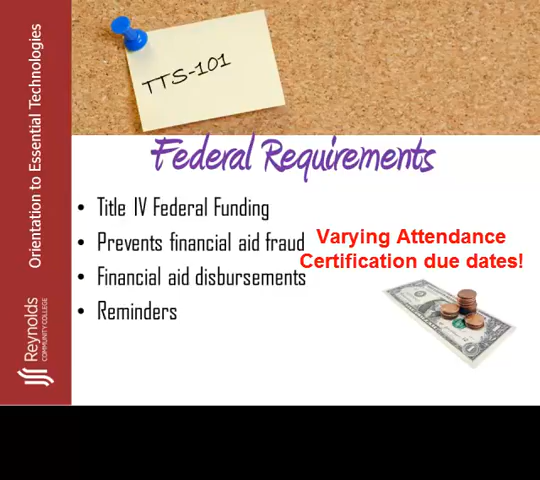 TTS-101
Orientation to Essential Technologies
Reynolds
COMMUNITY COLLEGE
Federal Requirements
• Title IV Federal Funding
• Prevents financial aid fraud
• Financial aid disbursements
• Reminders
Varying Attendance
Certification due dates!